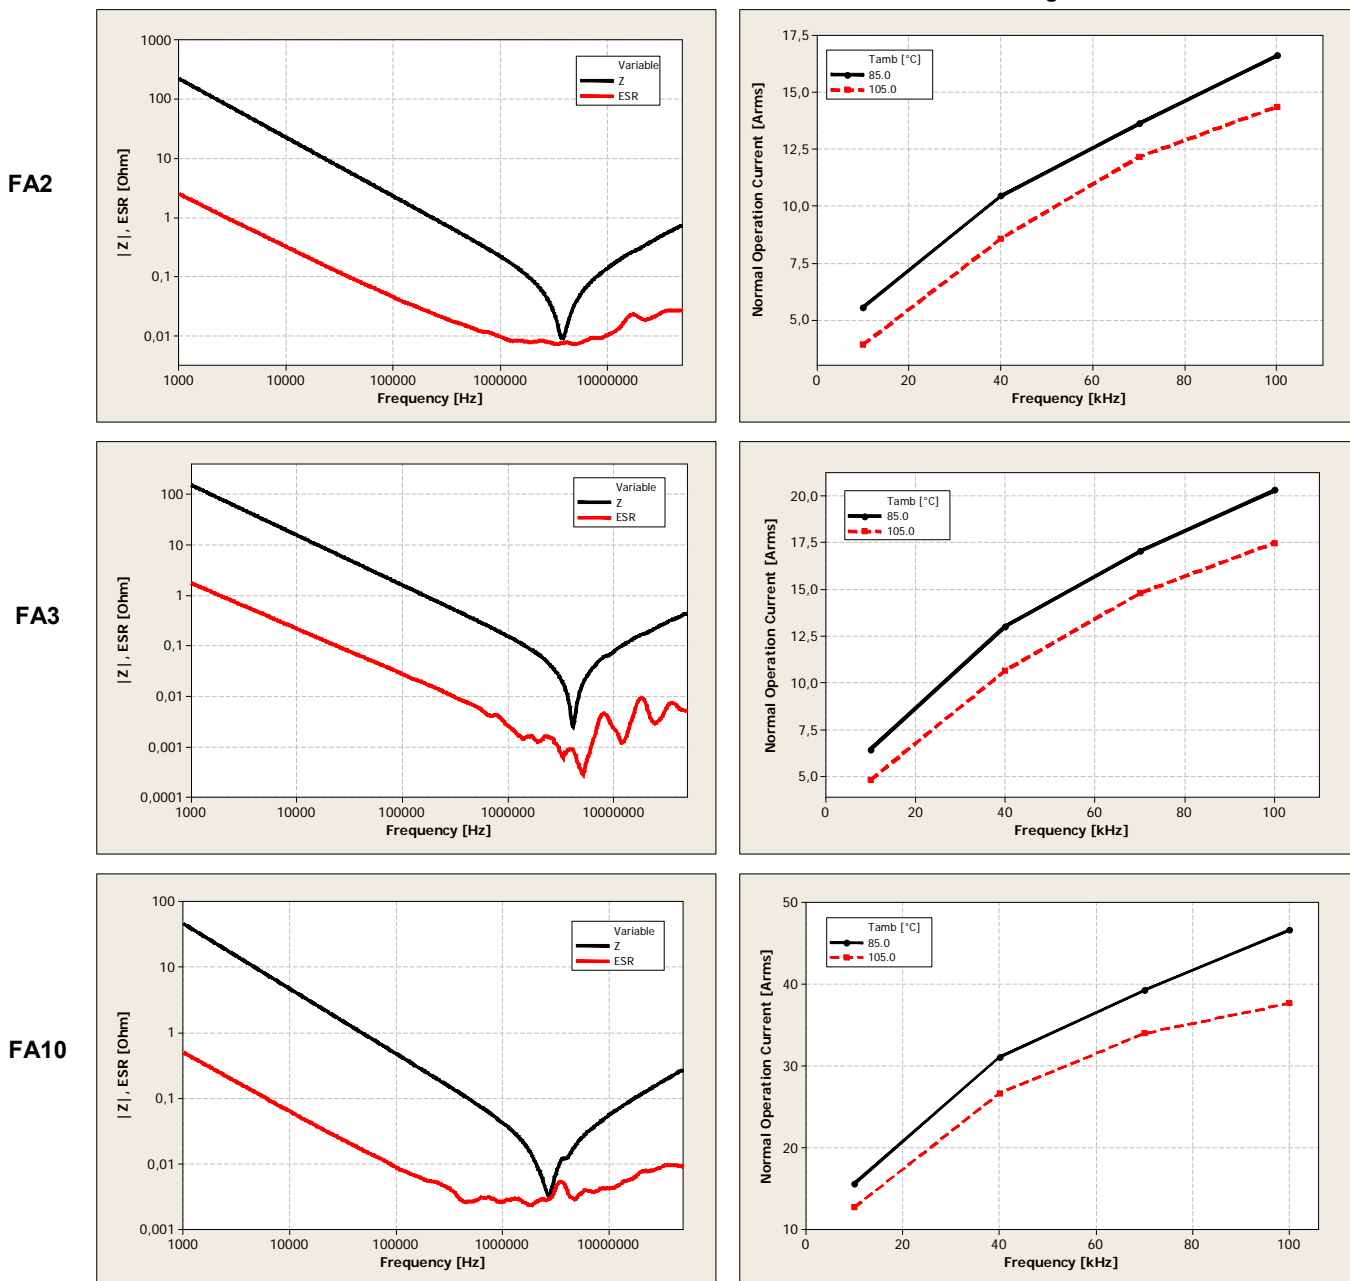 FA2
1000
100
10
1
0,1
0,01
|Z|, ESR [Ohm]
Variable
Z
ESR
1000
10000
100000
1000000
10000000
Frequency [Hz]
17,5
15,0
12,5
10,0
7,5
5,0
Normal Operation Current [Arms]
Tamb [°C]
85.0
105.0
0
20
40
60
80
100
Frequency [kHz]
FA3
100
10
1
0,1
0,01
0,001
0,0001
|Z|, ESR [Ohm]
Variable
Z
ESR
1000
10000
100000
1000000
10000000
Frequency [Hz]
20,0
17,5
15,0
12,5
10,0
7,5
5,0
Normal Operation Current [Arms]
Tamb [°C]
85.0
105.0
0
20
40
60
80
100
Frequency [kHz]
FA10
100
10
1
0,1
0,01
0,001
|Z|, ESR [Ohm]
Variable
Z
ESR
1000
10000
100000
1000000
10000000
Frequency [Hz]
50
40
30
20
10
Normal Operation Current [Arms]
Tamb [°C]
85.0
105.0
0
20
40
60
80
100
Frequency [kHz]